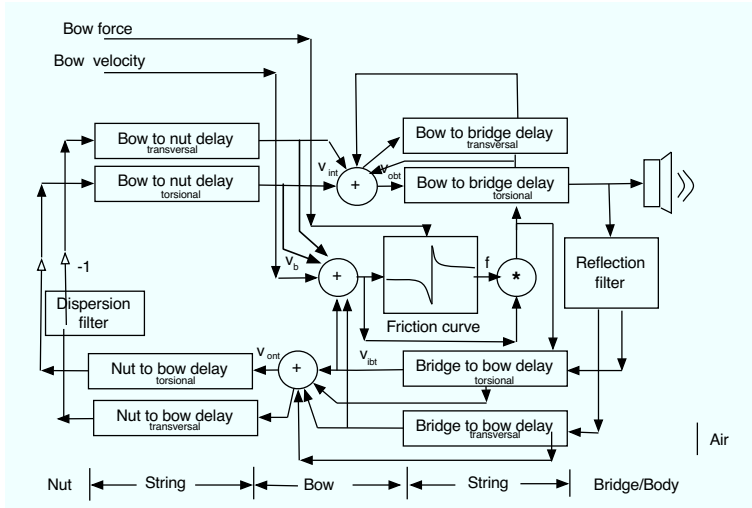 Bow force
Bow velocity
Bow to nut delay
transversal
Bow to bridge delay
transversal
v int
v obt
+
Bow to nut delay
torsional
Bow to bridge delay
torsional
-1
v b
+
f
*
Reflection
filter
Dispersion
filter
Friction curve
v ont
v ibt
+
Nut to bow delay
torsional
Bridge to bow delay
torsional
Nut to bow delay
transversal
Bridge to bow delay
transversal
Air
Nut
String
Bow
String
Bridge/Body